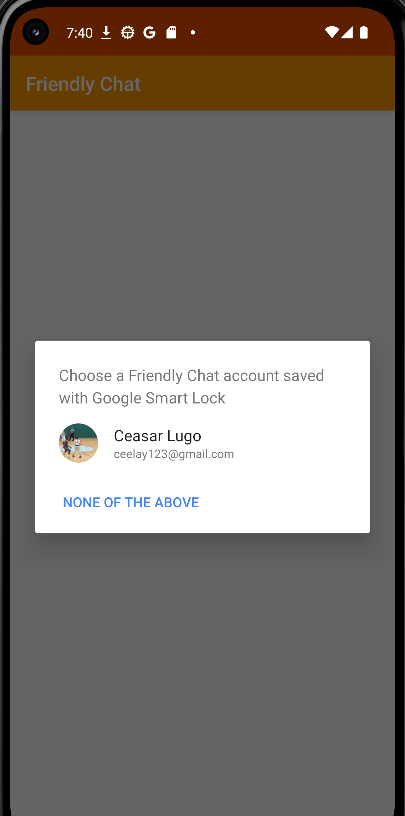 7:40
Friendly Chat
Choose a Friendly Chat account saved
with Google Smart Lock
Ceasar Lugo
ceelay123@gmail.com
NONE OF THE ABOVE